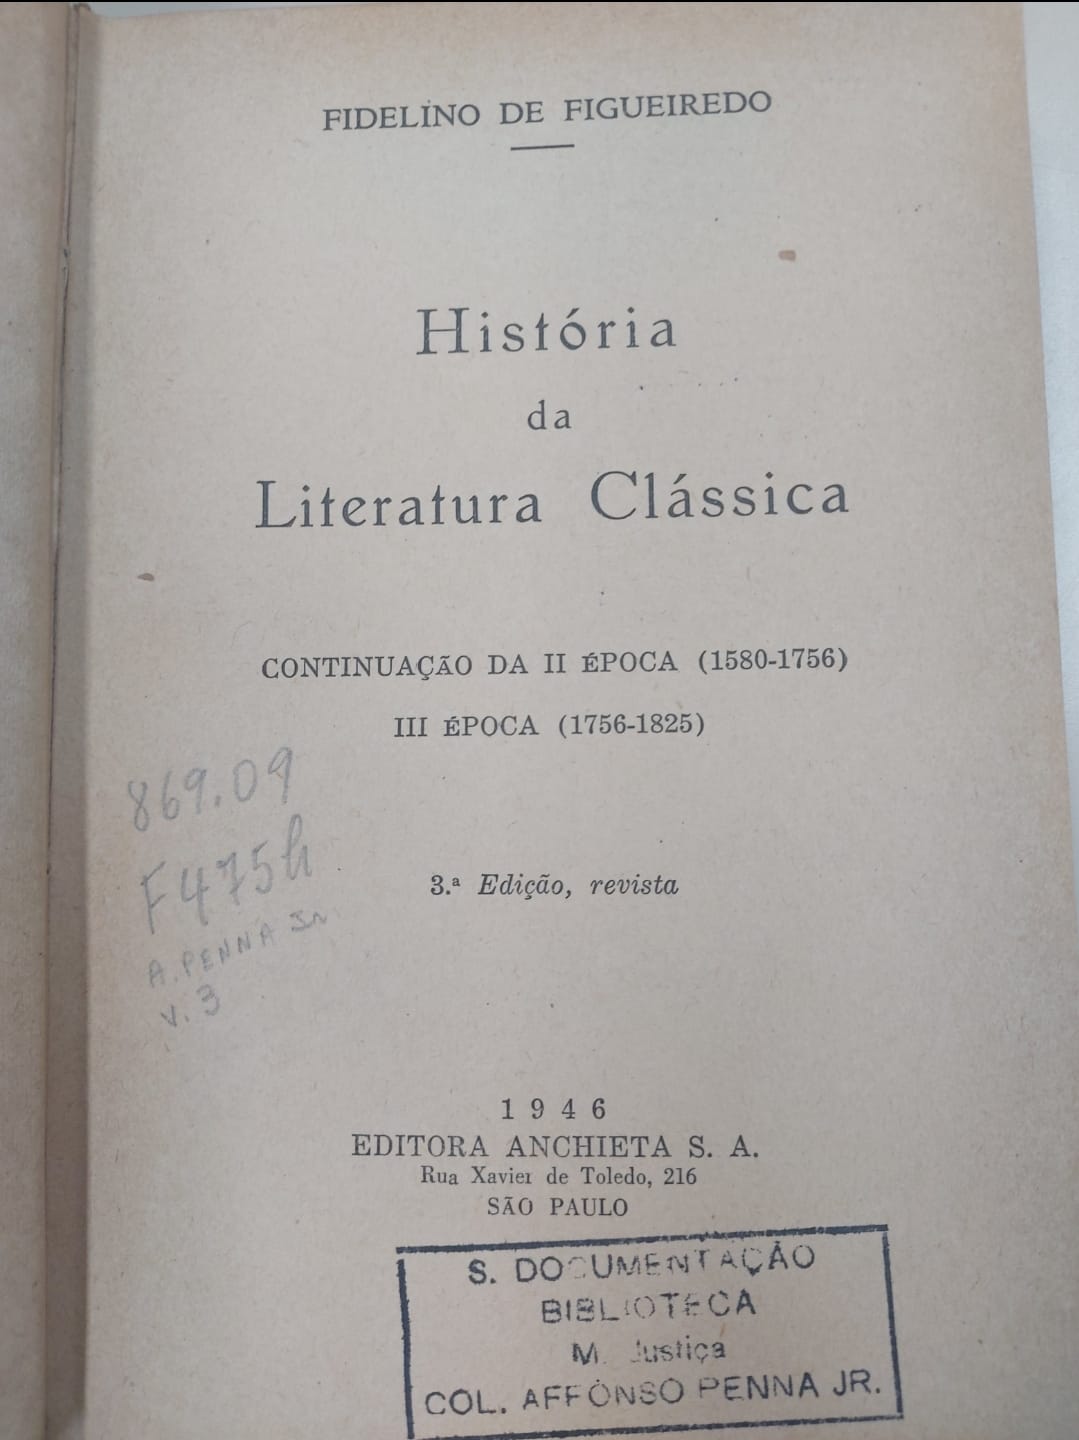 FIDELINO DE FIGUEIREDO
História
da
Literatura Clássica
CONTINUAÇÃO DA II ÉPOCA (1580-1756)
III ÉPOCA (1756-1825)
869.09
F475h
A. PENNA Jr
v. 3
3.ª Edição, revista
1946
EDITORA ANCHIETA S. A.
Rua Xavier de Toledo, 216
SÃO PAULO
S. DOCUMENTAÇÃO
BIBLIOTECA
M. Justiça
COL. AFFONSO PENNA JR.